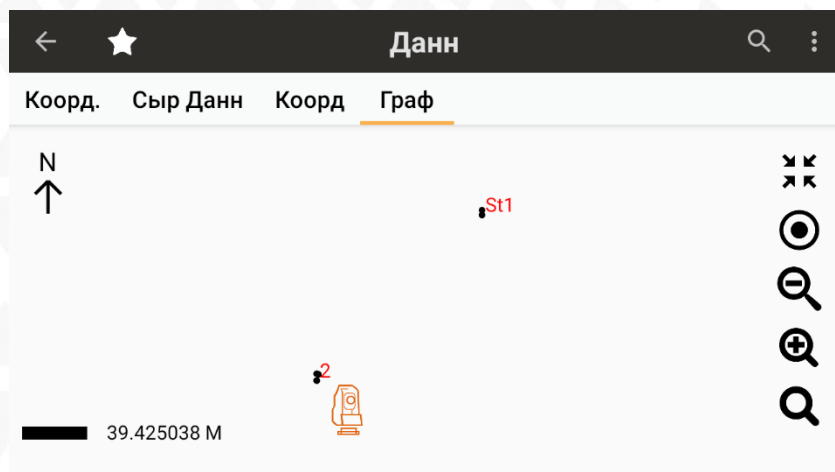 Данн
Коорд. Сыр Данн Коорд Граф
N
St1
2
39.425038 М